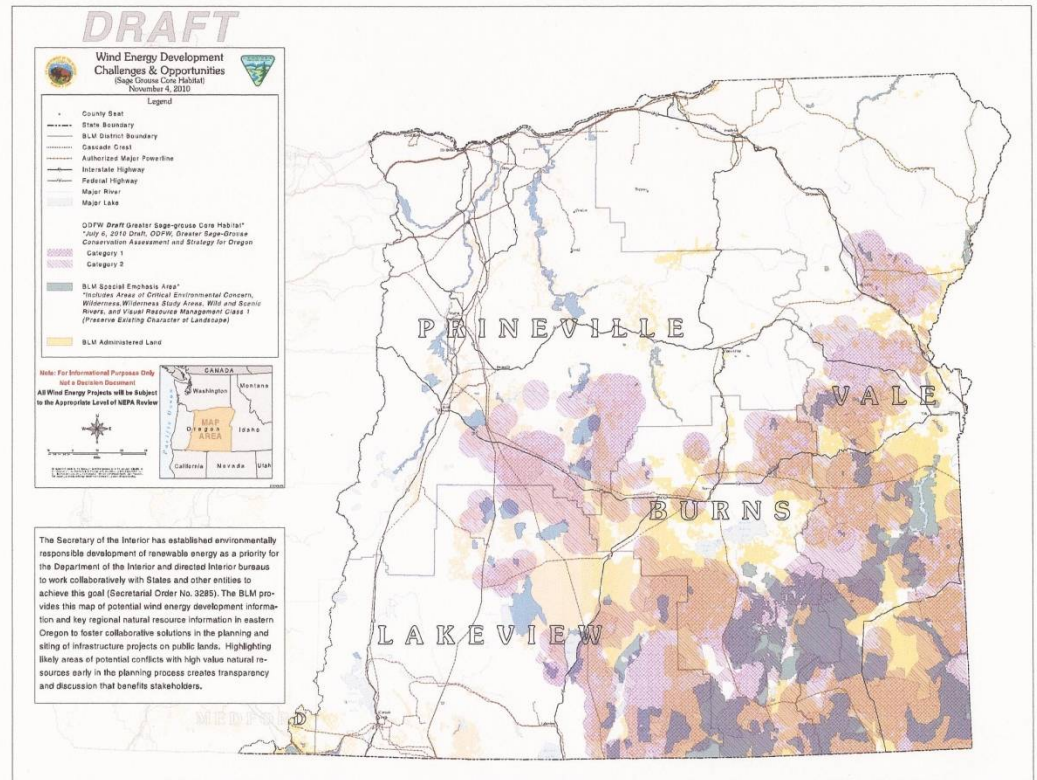 DRAFT
Wind Energy Development
Challenges & Opportunities
(Sage Grouse Core Habitat)
November 4, 2010
Legend
County Seat
State Boundary
BLM District Boundary
Cascade Crest
Authorized Major Powerline
Interstate Highway
Federal Highway
Major River
Major Lake
ODFW Draft Greater Sage-grouse Core Habitat*
*July 6, 2010 Draft, ODFW, Greater Sage-Grouse
Conservation Assessment and Strategy for Oregon
Category 1
Category 2
BLM Special Emphasis Area*
*Includes Areas of Critical Environmental Concern,
Wilderness, Wilderness Study Areas, Wild and Scenic
Rivers, and Visual Resource Management Class 1
(Preserve Existing Character of Landscape)
BLM Administered Land
Note: For Informational Purposes Only
Not a Decision Document
All Wind Energy Projects will be Subject
to the Appropriate Level of NEPA Review
CANADA
Washington
Montana
Pacific Ocean
MAP
Oregon
AREA
Idaho
California
Nevada
Utah
The Secretary of the Interior has established environmentally
responsible development of renewable energy as a priority for
the Department of the Interior and directed Interior bureaus
to work collaboratively with States and other entities to
achieve this goal (Secretarial Order No. 3285). The BLM pro-
vides this map of potential wind energy development informa-
tion and key regional natural resource information in eastern
Oregon to foster collaborative solutions in the planning and
siting of infrastructure projects on public lands. Highlighting
likely areas of potential conflicts with high value natural re-
sources early in the planning process creates transparency
and discussion that benefits stakeholders.
PRINEVILLE
VALE
BURNS
LAKEVIEW
MEDFORD